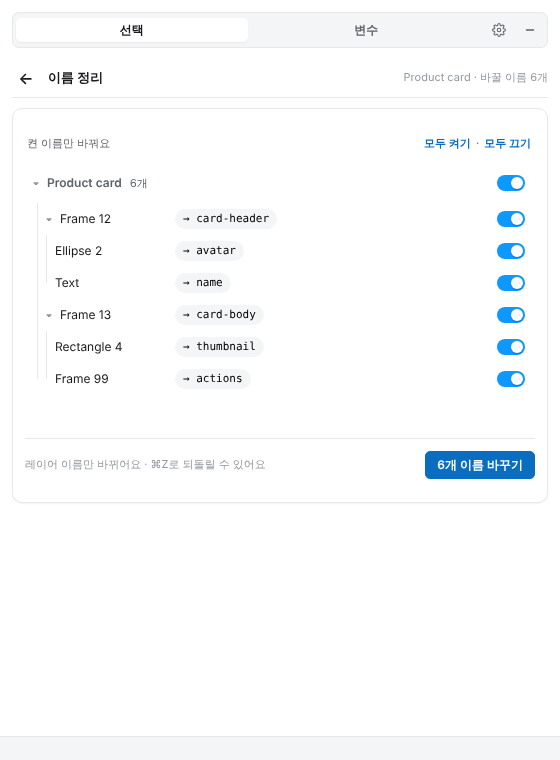 선택 변수
이름 정리 Product card · 바꿀 이름 6개
켠 이름만 바꿔요 모두 켜기 · 모두 끄기
Product card 6개
Frame 12 → card-header
Ellipse 2 → avatar
Text → name
Frame 13 → card-body
Rectangle 4 → thumbnail
Frame 99 → actions
레이어 이름만 바뀌어요 · ⌘Z로 되돌릴 수 있어요 6개 이름 바꾸기